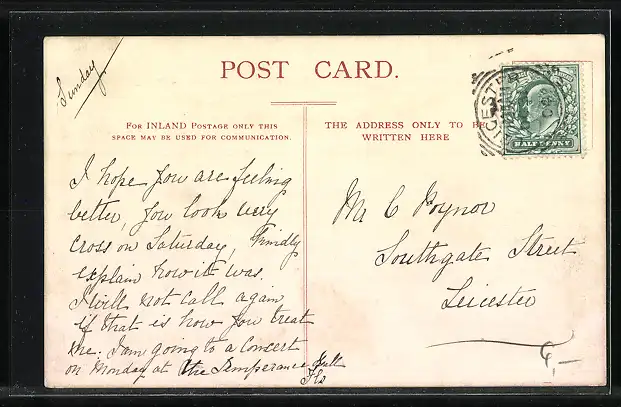 Sunday
POST CARD.
FOR INLAND POSTAGE ONLY THIS
SPACE MAY BE USED FOR COMMUNICATION.
THE ADDRESS ONLY TO BE
WRITTEN HERE
HALFPENNY
I hope you are feeling
better, you look very
cross on Saturday, Kindly
explain how it was.
I will not call again
if that is how you treat
me. I am going to a Concert
on Monday at the Temperance Hall
Mr C Poynor
Southgate Street
Leicester